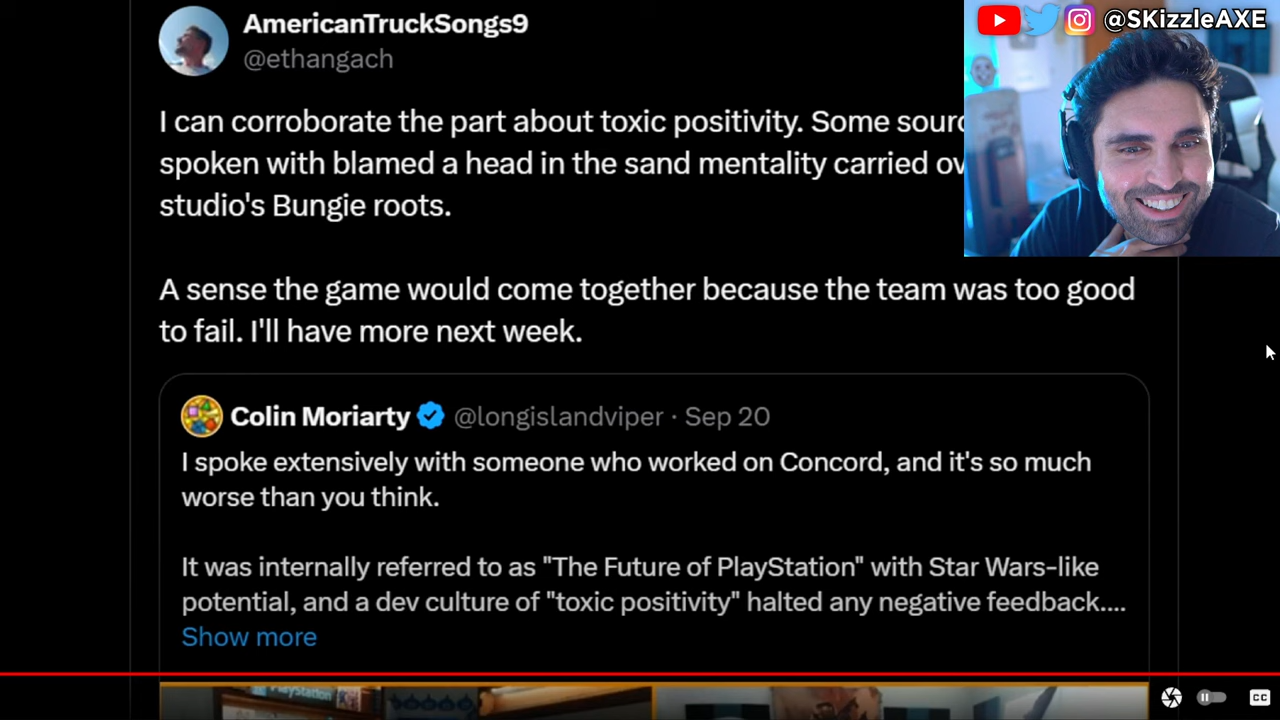 AmericanTruckSongs9
@SKizzleAXE
@ethangach
I can corroborate the part about toxic positivity. Some
spoken with blamed a head in the sand mentality carried
studio's Bungie roots.
A sense the game would come together because the team was too good
to fail. I'll have more next week.
Colin Moriarty @longislandviper · Sep 20
I spoke extensively with someone who worked on Concord, and it's so much
worse than you think.
It was internally referred to as "The Future of PlayStation" with Star Wars-like
potential, and a dev culture of "toxic positivity" halted any negative feedback....
Show more
PlayStation
CC